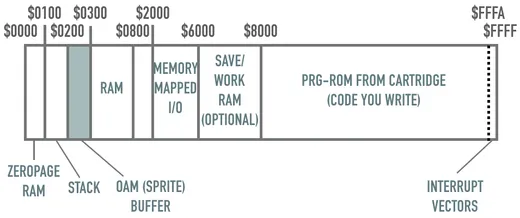 $0100 $0300 $2000 $FFFA
$0000 $0200 $0800 $6000 $8000 $FFFF
RAM
MEMORY
MAPPED
I/O
SAVE/
WORK
RAM
(OPTIONAL)
PRG-ROM FROM CARTRIDGE
(CODE YOU WRITE)
ZEROPAGE
RAM
STACK
OAM (SPRITE)
BUFFER
INTERRUPT
VECTORS